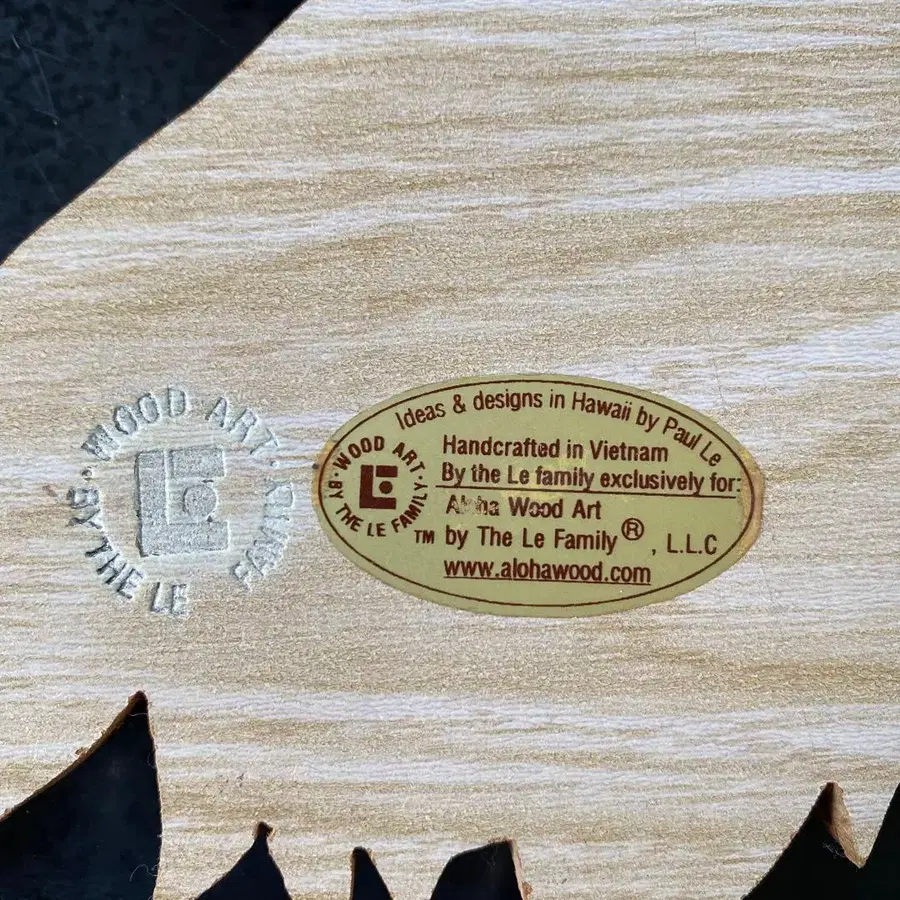 WOOD ART
· BY THE LE FAMILY ·
Ideas & designs in Hawaii by Paul Le
WOOD ART
· BY THE LE FAMILY ·
TM
Handcrafted in Vietnam
By the Le family exclusively for:
Aloha Wood Art
by The Le Family® , L.L.C
www.alohawood.com